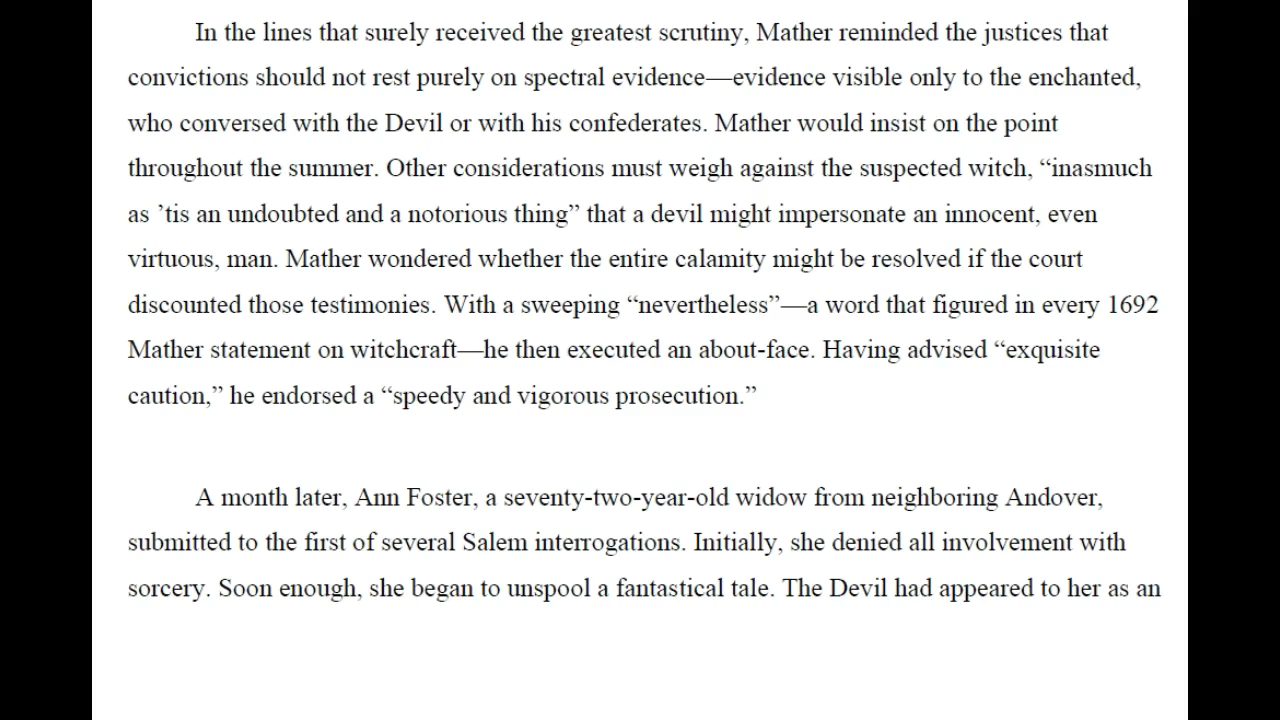 In the lines that surely received the greatest scrutiny, Mather reminded the justices that
convictions should not rest purely on spectral evidence—evidence visible only to the enchanted,
who conversed with the Devil or with his confederates. Mather would insist on the point
throughout the summer. Other considerations must weigh against the suspected witch, “inasmuch
as ’tis an undoubted and a notorious thing” that a devil might impersonate an innocent, even
virtuous, man. Mather wondered whether the entire calamity might be resolved if the court
discounted those testimonies. With a sweeping “nevertheless”—a word that figured in every 1692
Mather statement on witchcraft—he then executed an about-face. Having advised “exquisite
caution,” he endorsed a “speedy and vigorous prosecution.”
A month later, Ann Foster, a seventy-two-year-old widow from neighboring Andover,
submitted to the first of several Salem interrogations. Initially, she denied all involvement with
sorcery. Soon enough, she began to unspool a fantastical tale. The Devil had appeared to her as an